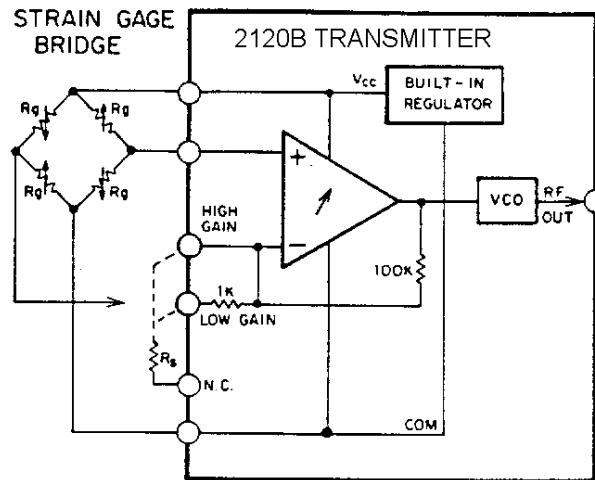 STRAIN GAGE
BRIDGE
2120B TRANSMITTER
Vcc
BUILT-IN
REGULATOR
Rg
Rg
Rg
Rg
+
HIGH
GAIN
−
VCO
RF
OUT
100K
1K
LOW GAIN
Rs
N.C.
COM